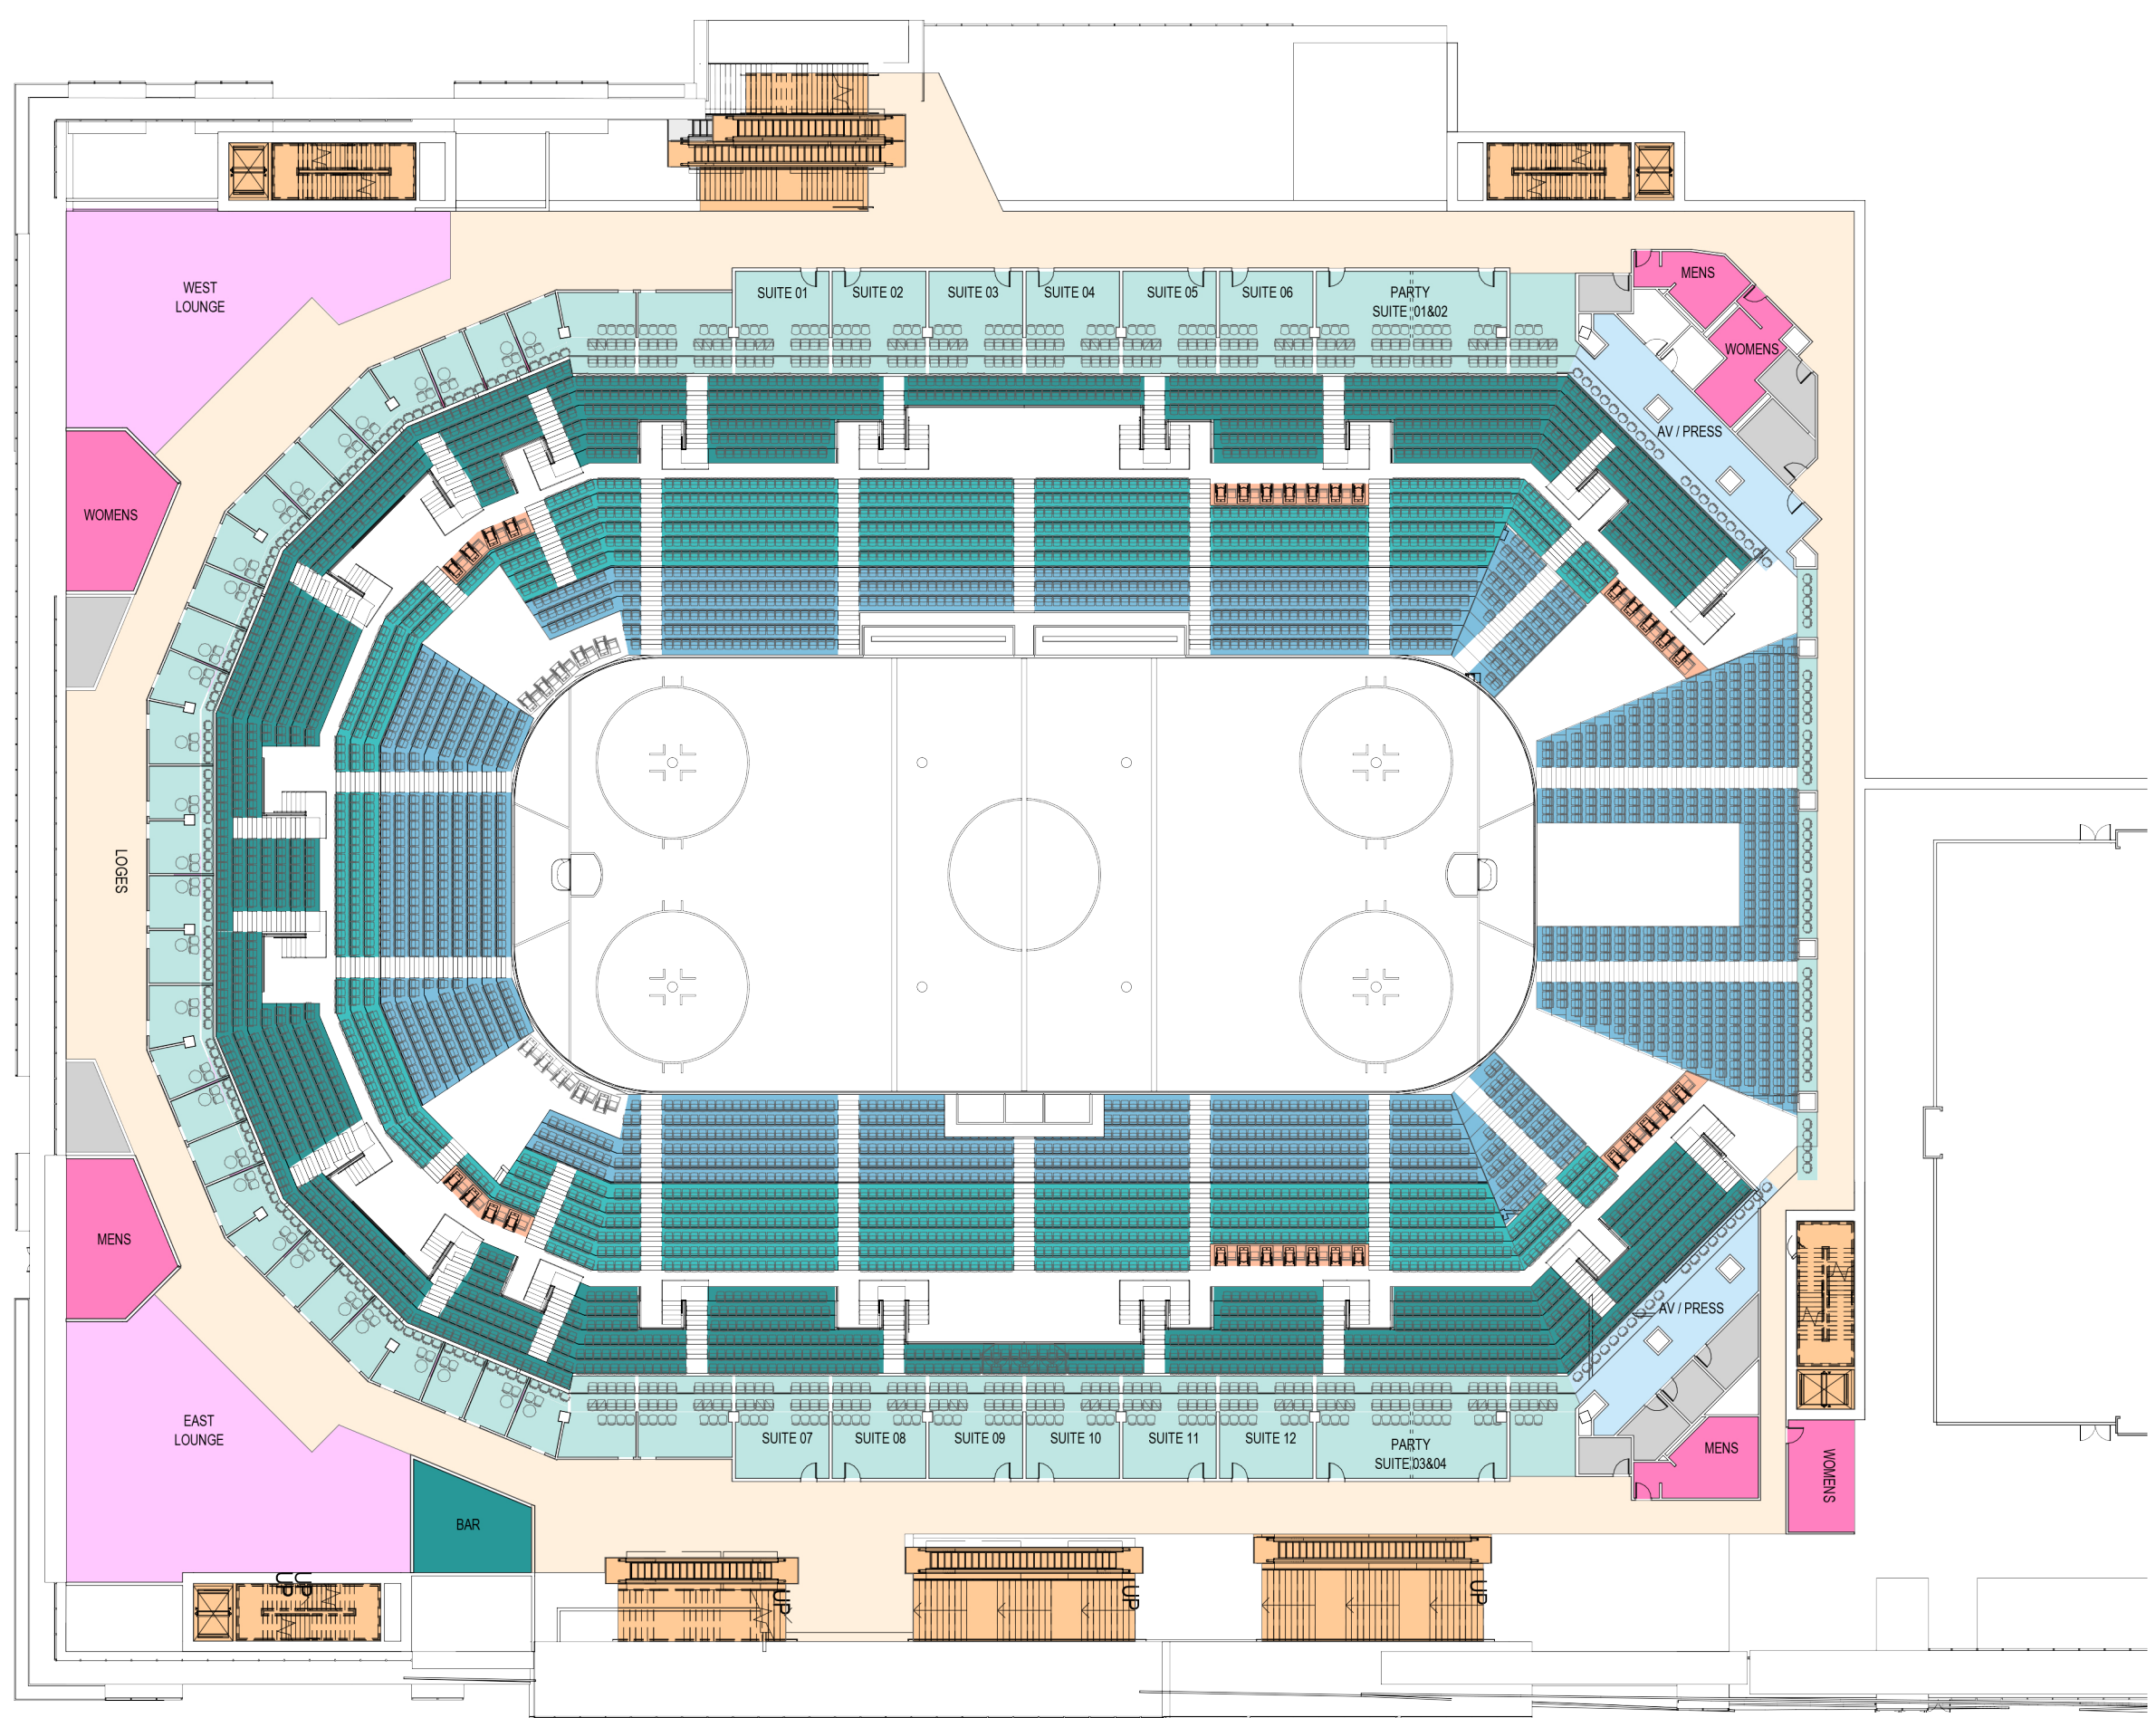 MENS
WEST
LOUNGE
SUITE 01
SUITE 02
SUITE 03
SUITE 04
SUITE 05
SUITE 06
PARTY
SUITE 01&02
WOMENS
AV / PRESS
WOMENS
LOGES
MENS
AV / PRESS
EAST
LOUNGE
SUITE 07
SUITE 08
SUITE 09
SUITE 10
SUITE 11
SUITE 12
PARTY
SUITE 03&04
MENS
WOMENS
BAR
UP
UP
UP
UP
UP